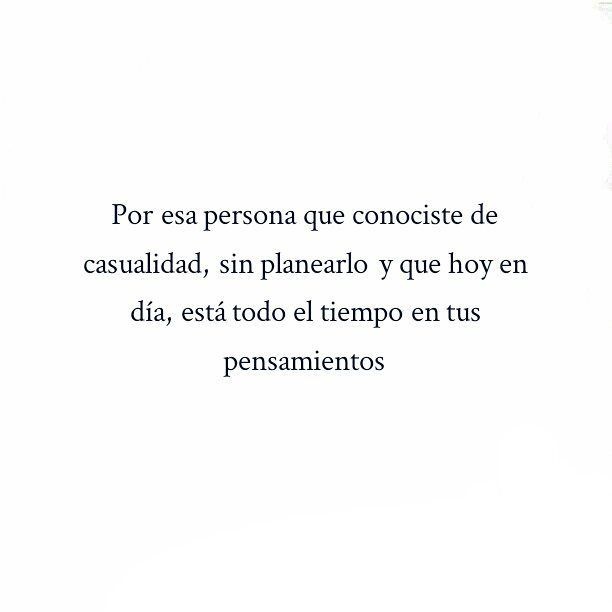 Por esa persona que conociste de
casualidad, sin planearlo y que hoy en
día, está todo el tiempo en tus
pensamientos